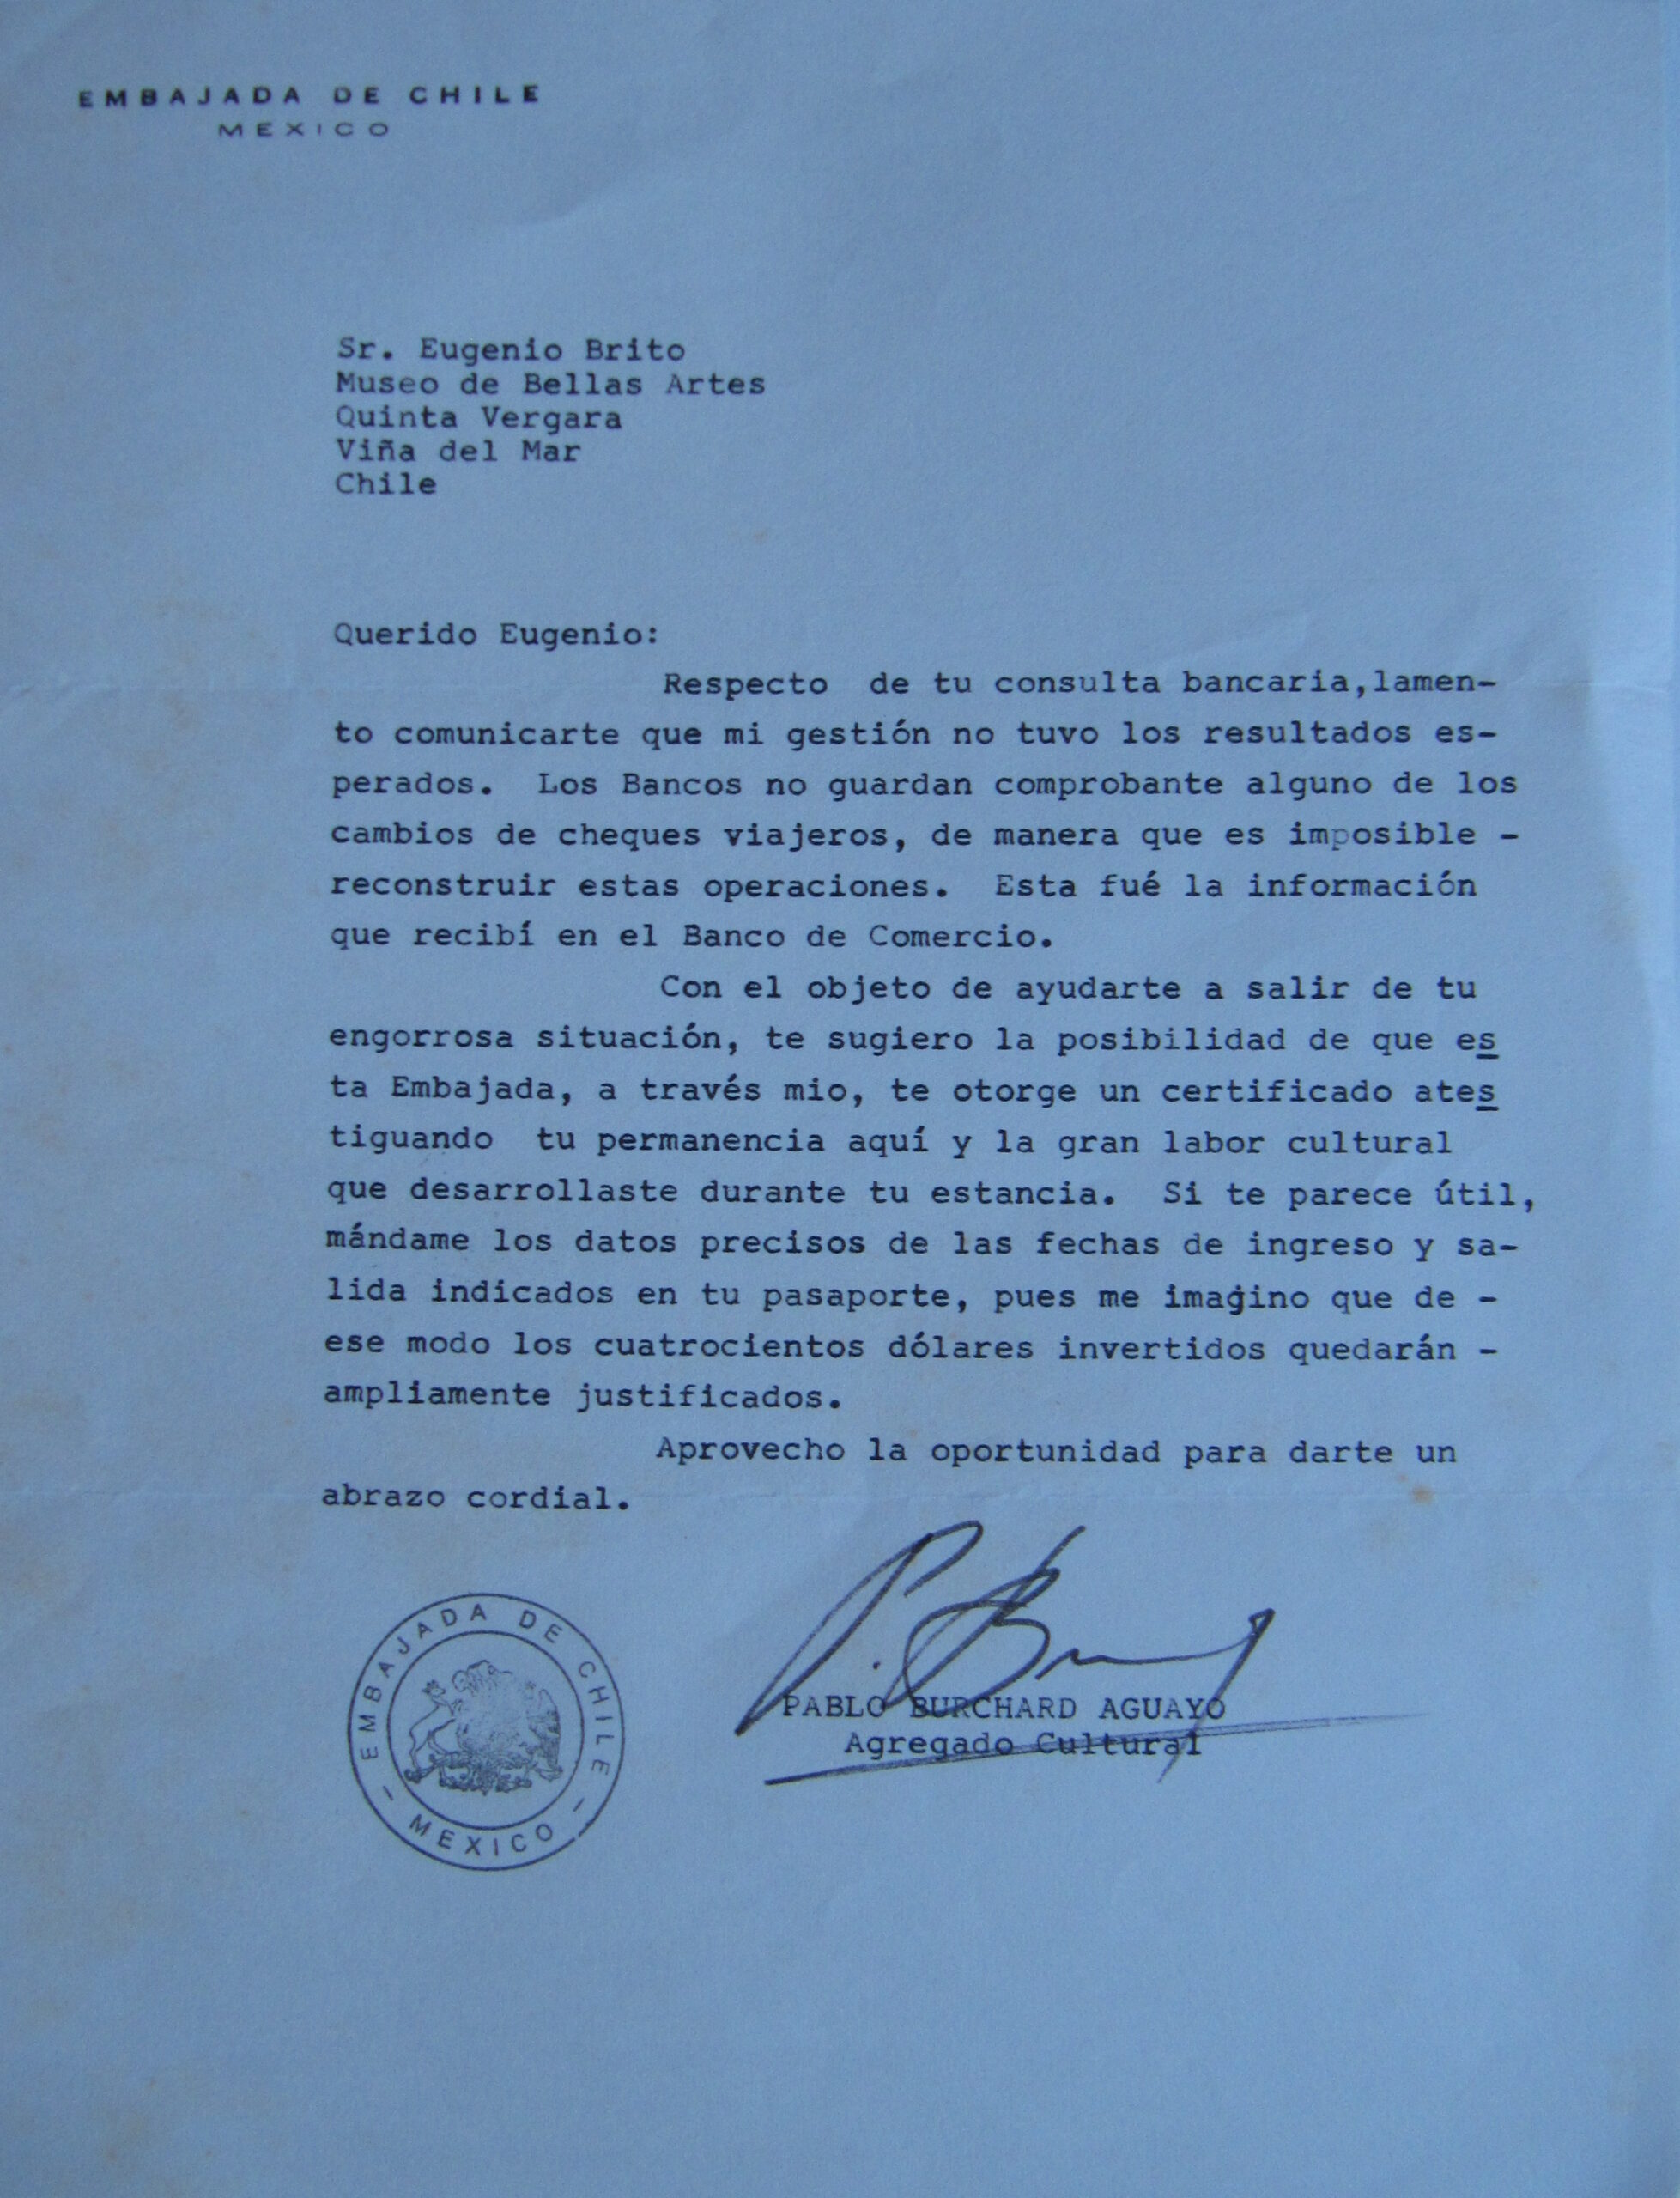 EMBAJADA DE CHILE
MEXICO
Sr. Eugenio Brito
Museo de Bellas Artes
Quinta Vergara
Viña del Mar
Chile
Querido Eugenio:
Respecto  de tu consulta bancaria,lamen-
to comunicarte que mi gestión no tuvo los resultados es-
perados.  Los Bancos no guardan comprobante alguno de los
cambios de cheques viajeros, de manera que es imposible -
reconstruir estas operaciones.  Esta fué la información
que recibí en el Banco de Comercio.
Con el objeto de ayudarte a salir de tu
engorrosa situación, te sugiero la posibilidad de que es
ta Embajada, a través mio, te otorge un certificado ates
tiguando  tu permanencia aquí y la gran labor cultural
que desarrollaste durante tu estancia.  Si te parece útil,
mándame los datos precisos de las fechas de ingreso y sa-
lida indicados en tu pasaporte, pues me imagino que de -
ese modo los cuatrocientos dólares invertidos quedarán -
ampliamente justificados.
Aprovecho la oportunidad para darte un
abrazo cordial.
P. Burchard
PABLO BURCHARD AGUAYO
Agregado Cultural
EMBAJADA DE CHILE
- MEXICO -